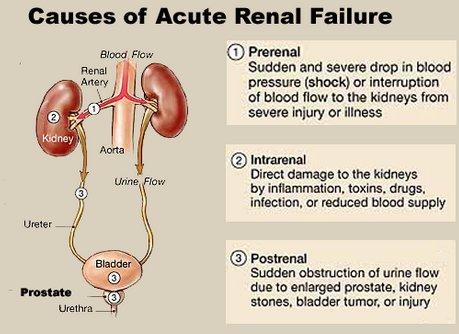 Causes of Acute Renal Failure
Blood Flow
Renal
Artery
1
2
Kidney
Aorta
Urine Flow
3
Ureter
Bladder
3
Prostate
3
Urethra
1 Prerenal
Sudden and severe drop in blood
pressure (shock) or interruption
of blood flow to the kidneys from
severe injury or illness
2 Intrarenal
Direct damage to the kidneys
by inflammation, toxins, drugs,
infection, or reduced blood supply
3 Postrenal
Sudden obstruction of urine flow
due to enlarged prostate, kidney
stones, bladder tumor, or injury